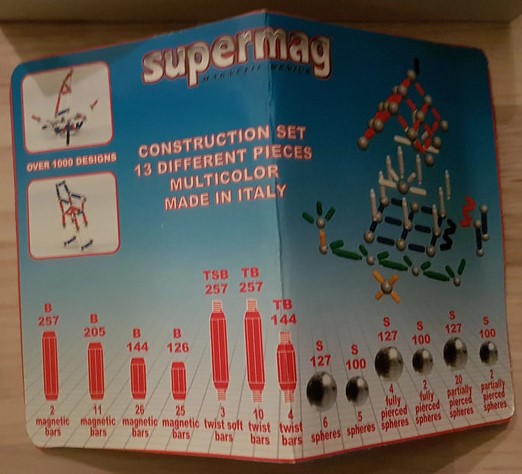 supermag
MAGNETIC GENIUS
OVER 1000 DESIGNS
CONSTRUCTION SET
13 DIFFERENT PIECES
MULTICOLOR
MADE IN ITALY
B
257
2
magnetic
bars
B
205
11
magnetic
bars
B
144
26
magnetic
bars
B
126
25
magnetic
bars
TSB
257
3
twist soft
bars
TB
257
10
twist
bars
TB
144
4
twist
bars
S
127
6
spheres
S
100
5
spheres
S
127
4
fully
pierced
spheres
S
100
2
fully
pierced
spheres
S
127
20
partially
pierced
spheres
S
100
2
partially
pierced
spheres